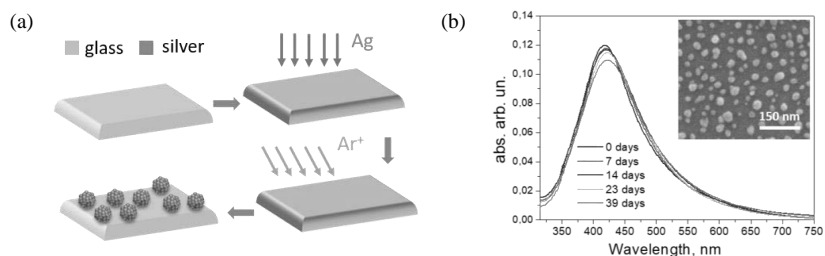 (a)
glass silver
Ag
Ar+
(b)
abs. arb. un.
0,14
0,12
0,10
0,08
0,06
0,04
0,02
0,00
150 nm
0 days
7 days
14 days
23 days
39 days
350 400 450 500 550 600 650 700 750
Wavelength, nm